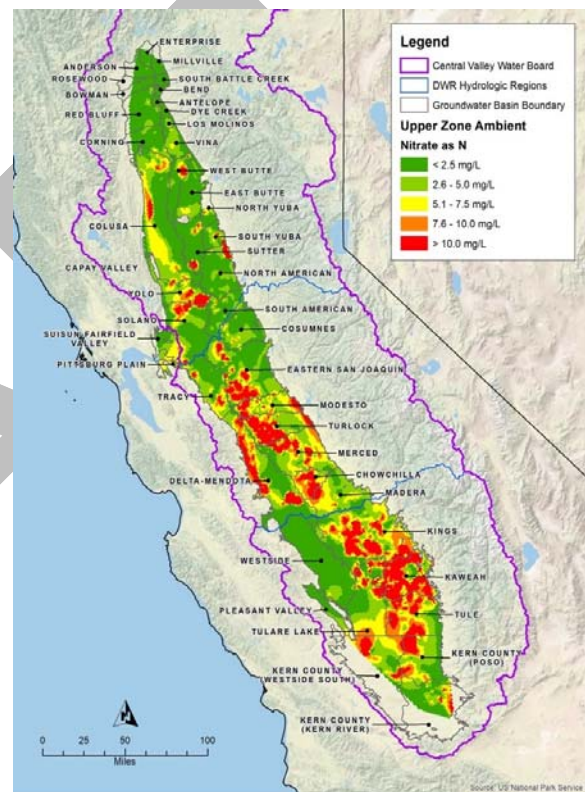 ENTERPRISE
MILLVILLE
ANDERSON
ROSEWOOD
SOUTH BATTLE CREEK
BOWMAN
BEND
ANTELOPE
RED BLUFF
DYE CREEK
LOS MOLINOS
CORNING
VINA
WEST BUTTE
EAST BUTTE
NORTH YUBA
COLUSA
SOUTH YUBA
SUTTER
CAPAY VALLEY
NORTH AMERICAN
YOLO
SOUTH AMERICAN
SOLANO
COSUMNES
SUISUN-FAIRFIELD
VALLEY
PITTSBURG PLAIN
EASTERN SAN JOAQUIN
TRACY
MODESTO
TURLOCK
MERCED
DELTA-MENDOTA
CHOWCHILLA
MADERA
KINGS
WESTSIDE
KAWEAH
PLEASANT VALLEY
TULE
TULARE LAKE
KERN COUNTY
(POSO)
KERN COUNTY
(WESTSIDE SOUTH)
KERN COUNTY
(KERN RIVER)
Legend
Central Valley Water Board
DWR Hydrologic Regions
Groundwater Basin Boundary
Upper Zone Ambient
Nitrate as N
< 2.5 mg/L
2.6 - 5.0 mg/L
5.1 - 7.5 mg/L
7.6 - 10.0 mg/L
> 10.0 mg/L
0 50 100
Miles
Source: US National Park Service